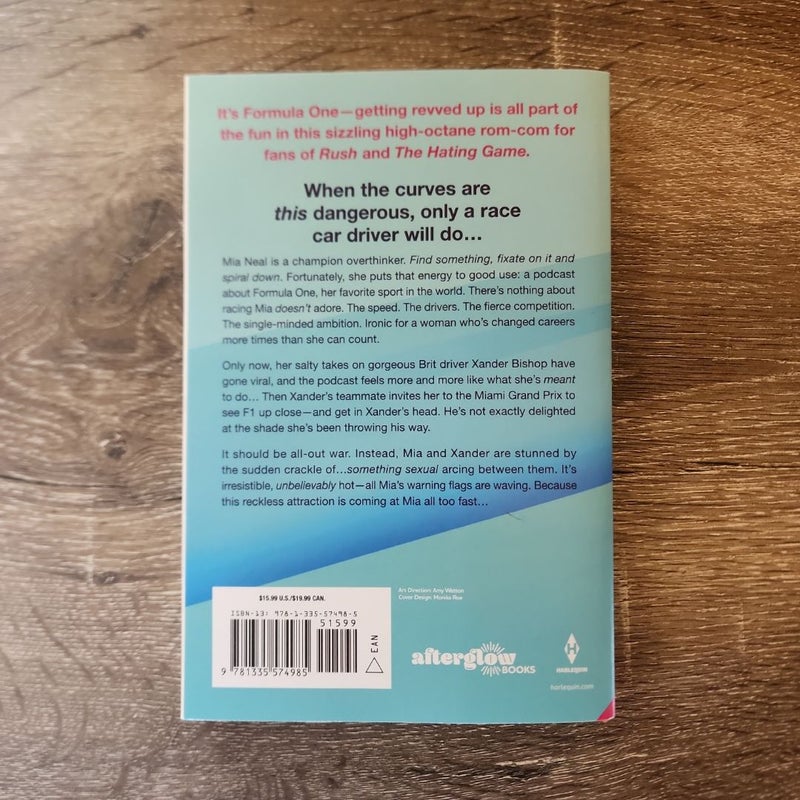 It's Formula One—getting revved up is all part of
the fun in this sizzling high-octane rom-com for
fans of Rush and The Hating Game.
When the curves are
this dangerous, only a race
car driver will do...
Mia Neal is a champion overthinker. Find something, fixate on it and
spiral down. Fortunately, she puts that energy to good use: a podcast
about Formula One, her favorite sport in the world. There's nothing about
racing Mia doesn't adore. The speed. The drivers. The fierce competition.
The single-minded ambition. Ironic for a woman who's changed careers
more times than she can count.
Only now, her salty takes on gorgeous Brit driver Xander Bishop have
gone viral, and the podcast feels more and more like what she's meant
to do... Then Xander's teammate invites her to the Miami Grand Prix to
see F1 up close—and get in Xander's head. He's not exactly delighted
at the shade she's been throwing his way.
It should be all-out war. Instead, Mia and Xander are stunned by
the sudden crackle of...something sexual arcing between them. It's
irresistible, unbelievably hot—all Mia's warning flags are waving. Because
this reckless attraction is coming at Mia all too fast...
$15.99 U.S./$19.99 CAN.
ISBN-13: 978-1-335-57498-5
51599
EAN
9 781335 574985
Art Direction: Amy Wetton
Cover Design: Monika Roe
afterglow
BOOKS
H
HARLEQUIN
harlequin.com